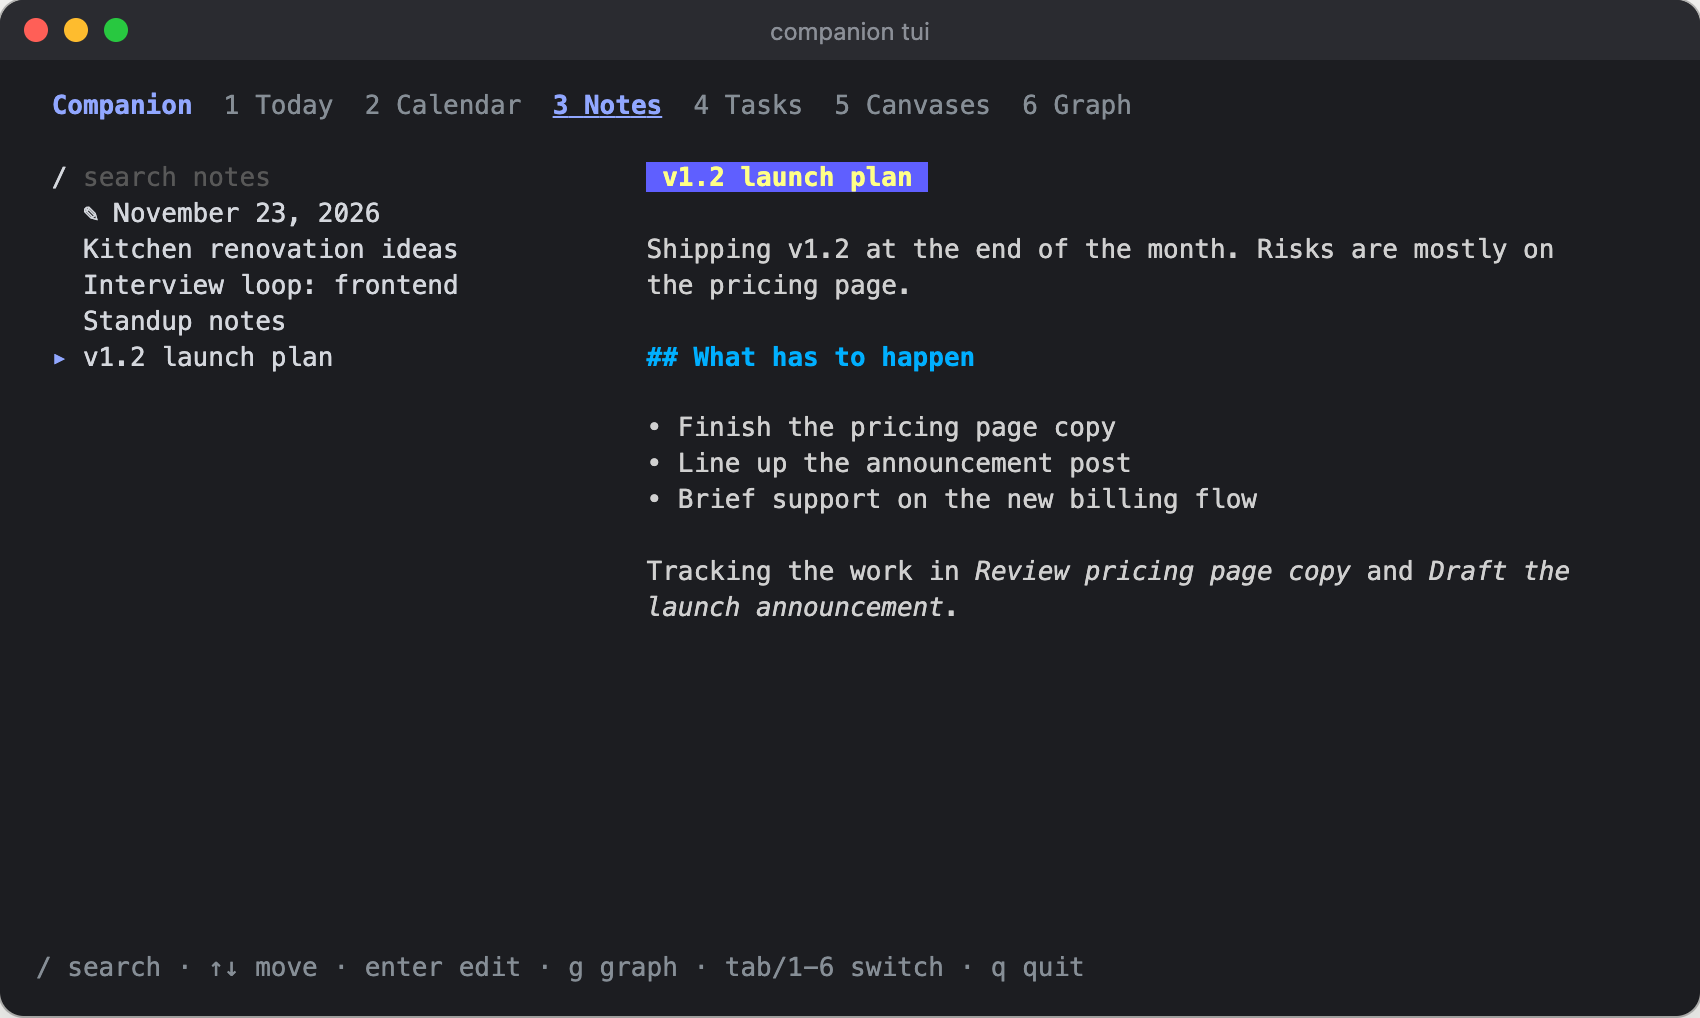 companion tui
Companion 1 Today 2 Calendar 3 Notes 4 Tasks 5 Canvases 6 Graph
/ search notes
✎ November 23, 2026
Kitchen renovation ideas
Interview loop: frontend
Standup notes
▸ v1.2 launch plan
v1.2 launch plan
Shipping v1.2 at the end of the month. Risks are mostly on
the pricing page.
## What has to happen
• Finish the pricing page copy
• Line up the announcement post
• Brief support on the new billing flow
Tracking the work in Review pricing page copy and Draft the
launch announcement.
/ search · ↑↓ move · enter edit · g graph · tab/1–6 switch · q quit